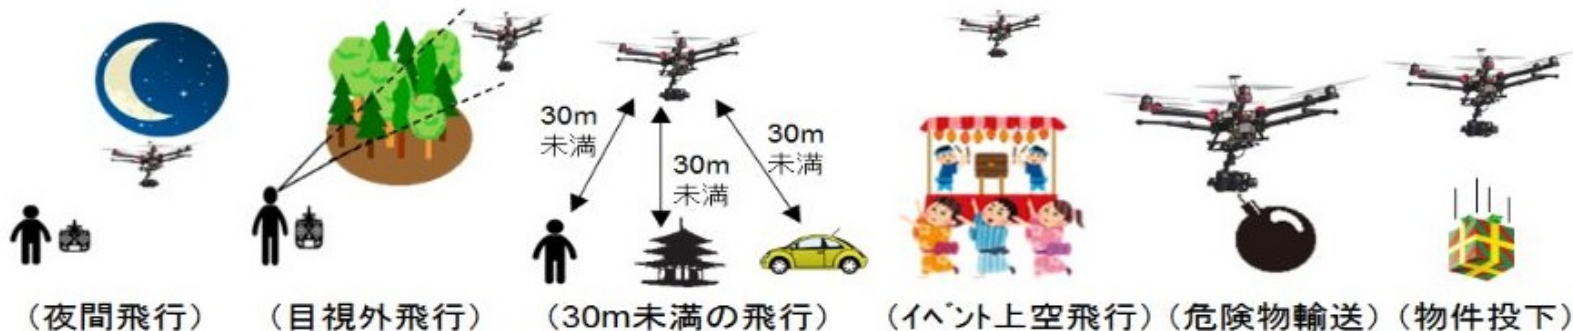 30m
未満
30m
未満
30m
未満
(夜間飛行)
(目視外飛行)
(30m未満の飛行)
(イベント上空飛行)
(危険物輸送)
(物件投下)